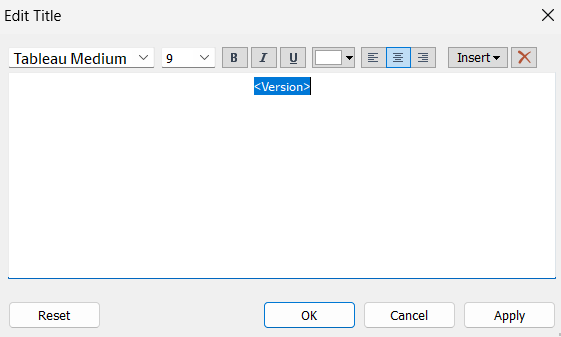 Edit Title
Tableau Medium 9 B I U Insert
<Version>
Reset OK Cancel Apply